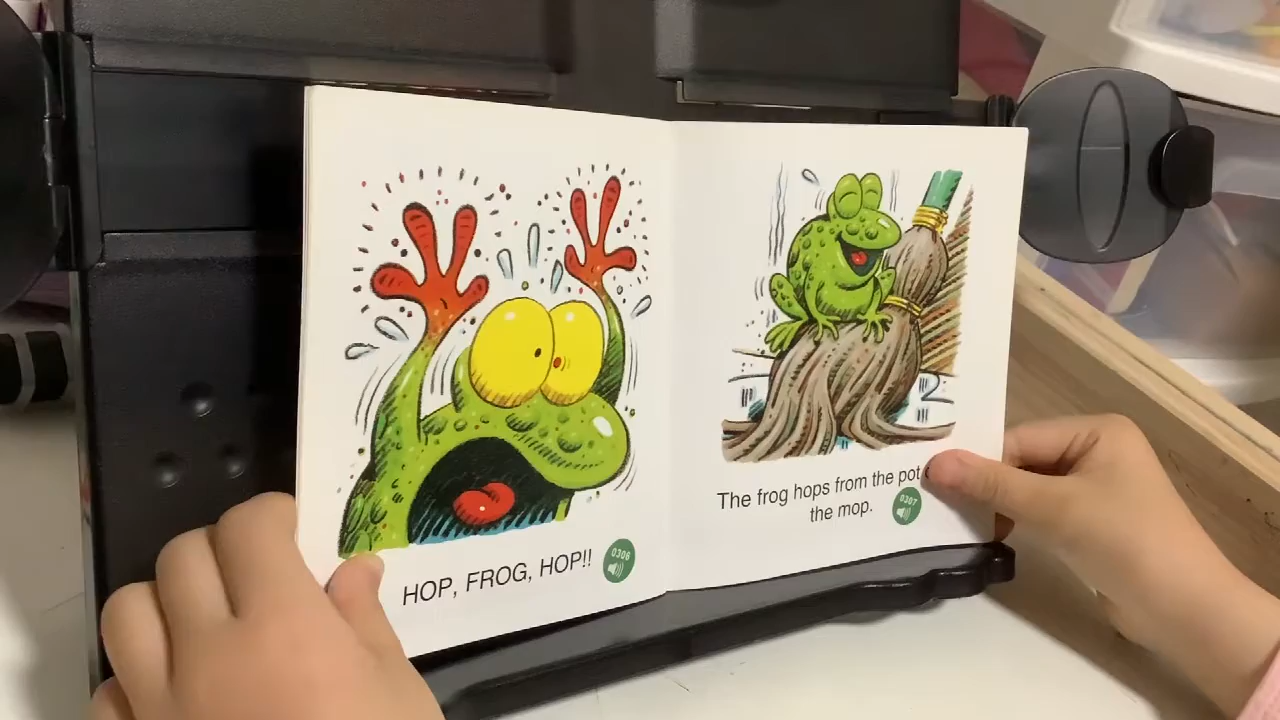 HOP, FROG, HOP!!
0306
The frog hops from the pot
the mop.
0307